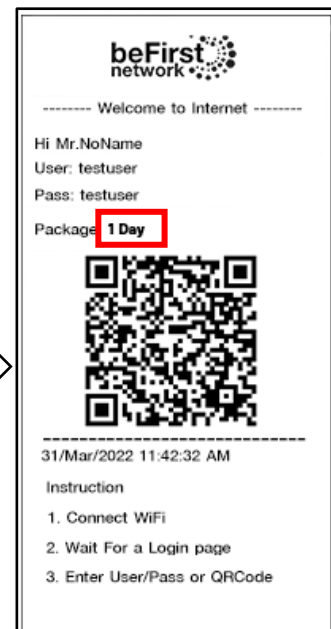 beFirst
network
-------- Welcome to Internet --------
Hi Mr.NoName
User: testuser
Pass: testuser
Package 1 Day
------------------------------
31/Mar/2022 11:42:32 AM
Instruction
1. Connect WiFi
2. Wait For a Login page
3. Enter User/Pass or QRCode